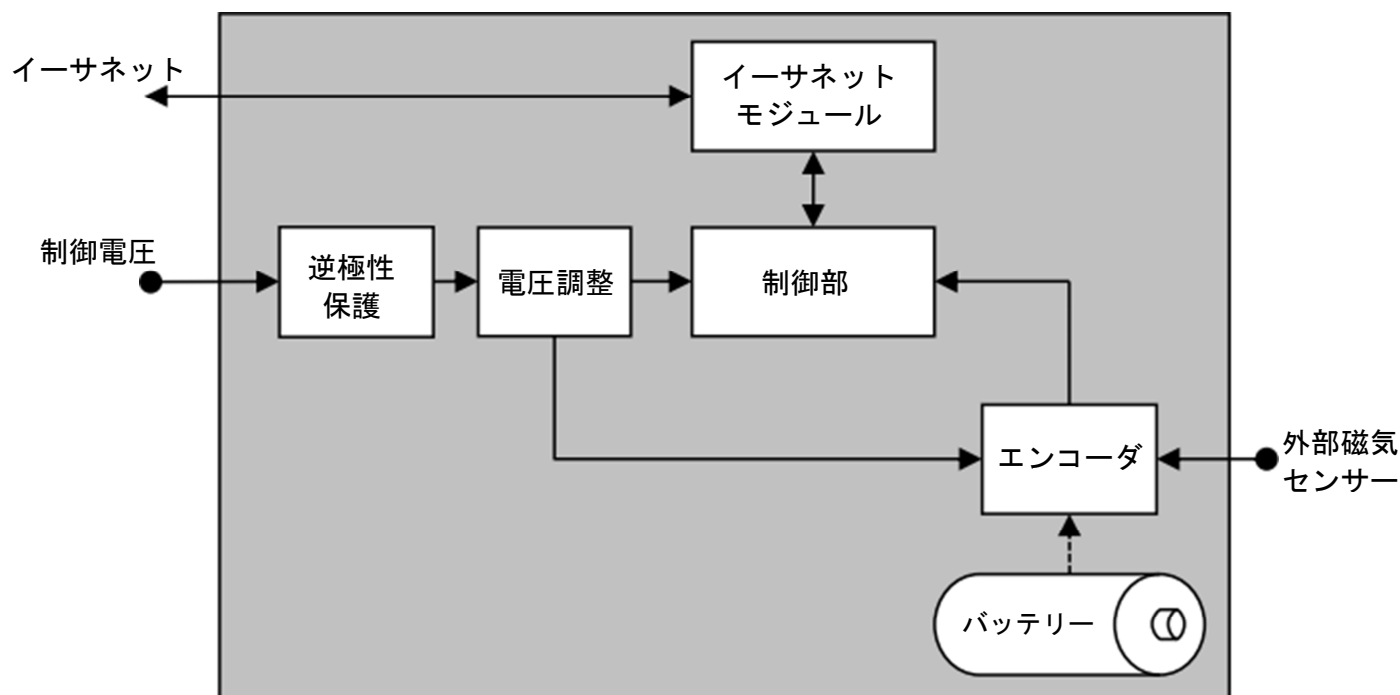 イーサネット
イーサネット
モジュール
制御電圧
逆極性
保護
電圧調整
制御部
エンコーダ
外部磁気
センサー
バッテリー